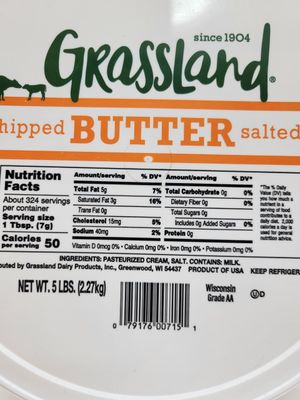 since 1904
Grassland®
hipped BUTTER salted
Nutrition Facts
About 324 servings per container
Serving size 1 Tbsp. (7g)
Calories per serving 50
Amount/serving % DV*
Total Fat 5g 7%
Saturated Fat 3g 16%
Trans Fat 0g
Cholesterol 15mg 5%
Sodium 40mg 2%
Amount/serving % DV*
Total Carbohydrate 0g 0%
Dietary Fiber 0g 0%
Total Sugars 0g
Includes 0g Added Sugars 0%
Protein 0g
Vitamin D 0mcg 0% • Calcium 0mg 0% • Iron 0mg 0% • Potassium 0mg 0%
*The % Daily Value (DV) tells you how much a nutrient in a serving of food contributes to a daily diet. 2,000 calories a day is used for general nutrition advice.
INGREDIENTS: PASTEURIZED CREAM, SALT. CONTAINS: MILK.
buted by Grassland Dairy Products, Inc., Greenwood, WI 54437 PRODUCT OF USA KEEP REFRIGER
NET WT. 5 LBS. (2.27kg)
0 79176 00715 1
Wisconsin
Grade AA
U D